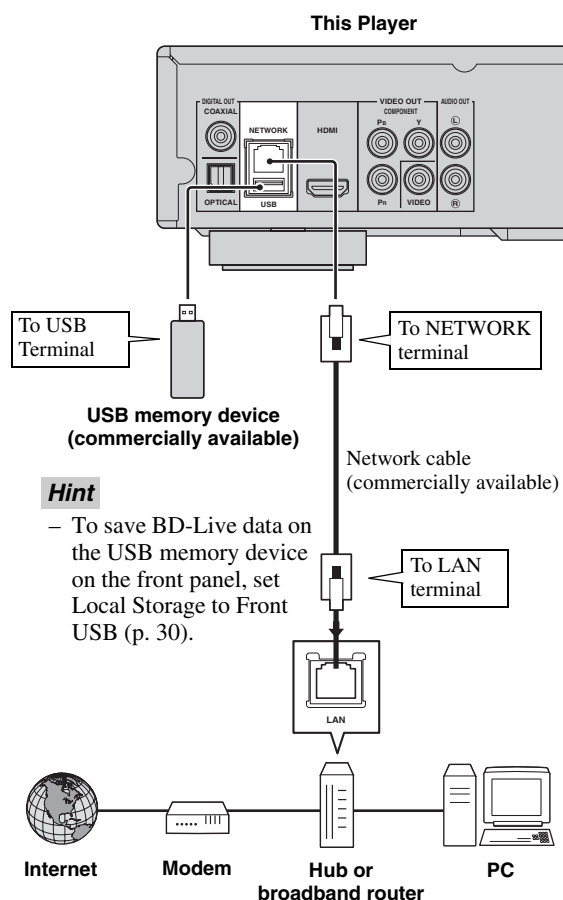 This Player
DIGITAL OUT
COAXIAL
OPTICAL
NETWORK
USB
HDMI
VIDEO OUT
COMPONENT
PB
Y
PR
VIDEO
AUDIO OUT
L
R
To USB
Terminal
To NETWORK
terminal
USB memory device
(commercially available)
Network cable
(commercially available)
Hint
– To save BD-Live data on
the USB memory device
on the front panel, set
Local Storage to Front
USB (p. 30).
To LAN
terminal
LAN
Internet
Modem
Hub or
broadband router
PC